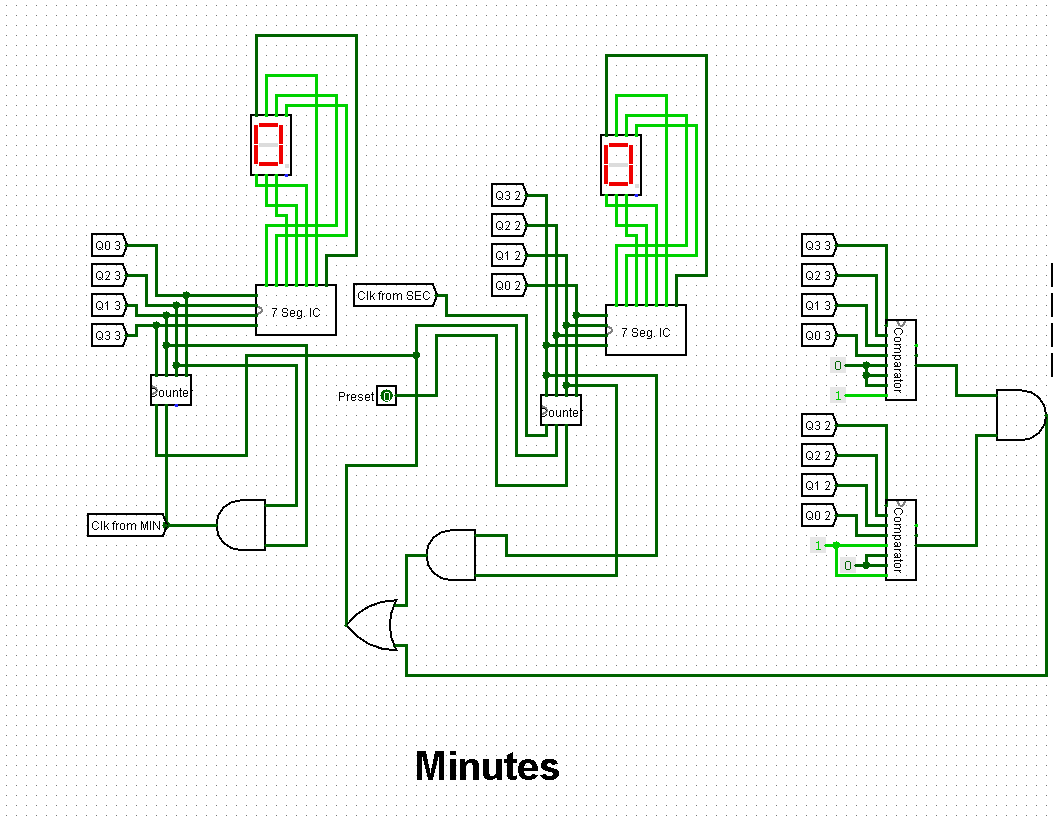 Q0 3
Q2 3
Q1 3
Q3 3
7 Seg. IC
Counter
Clk from MIN
Q3 2
Q2 2
Q1 2
Q0 2
Clk from SEC
7 Seg. IC
Preset
Counter
Q3 3
Q2 3
Q1 3
Q0 3
0
1
Comparator
Q3 2
Q2 2
Q1 2
Q0 2
1
0
Comparator
0
0
Minutes